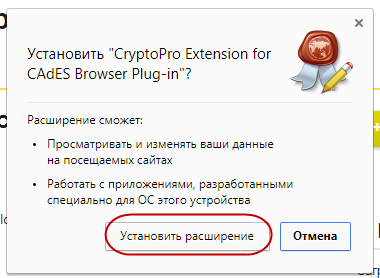 Установить "CryptoPro Extension for
CAdES Browser Plug-in"?
Расширение сможет:
• Просматривать и изменять ваши данные
на посещаемых сайтах
• Работать с приложениями, разработанными
специально для ОС этого устройства
Установить расширение
Отмена